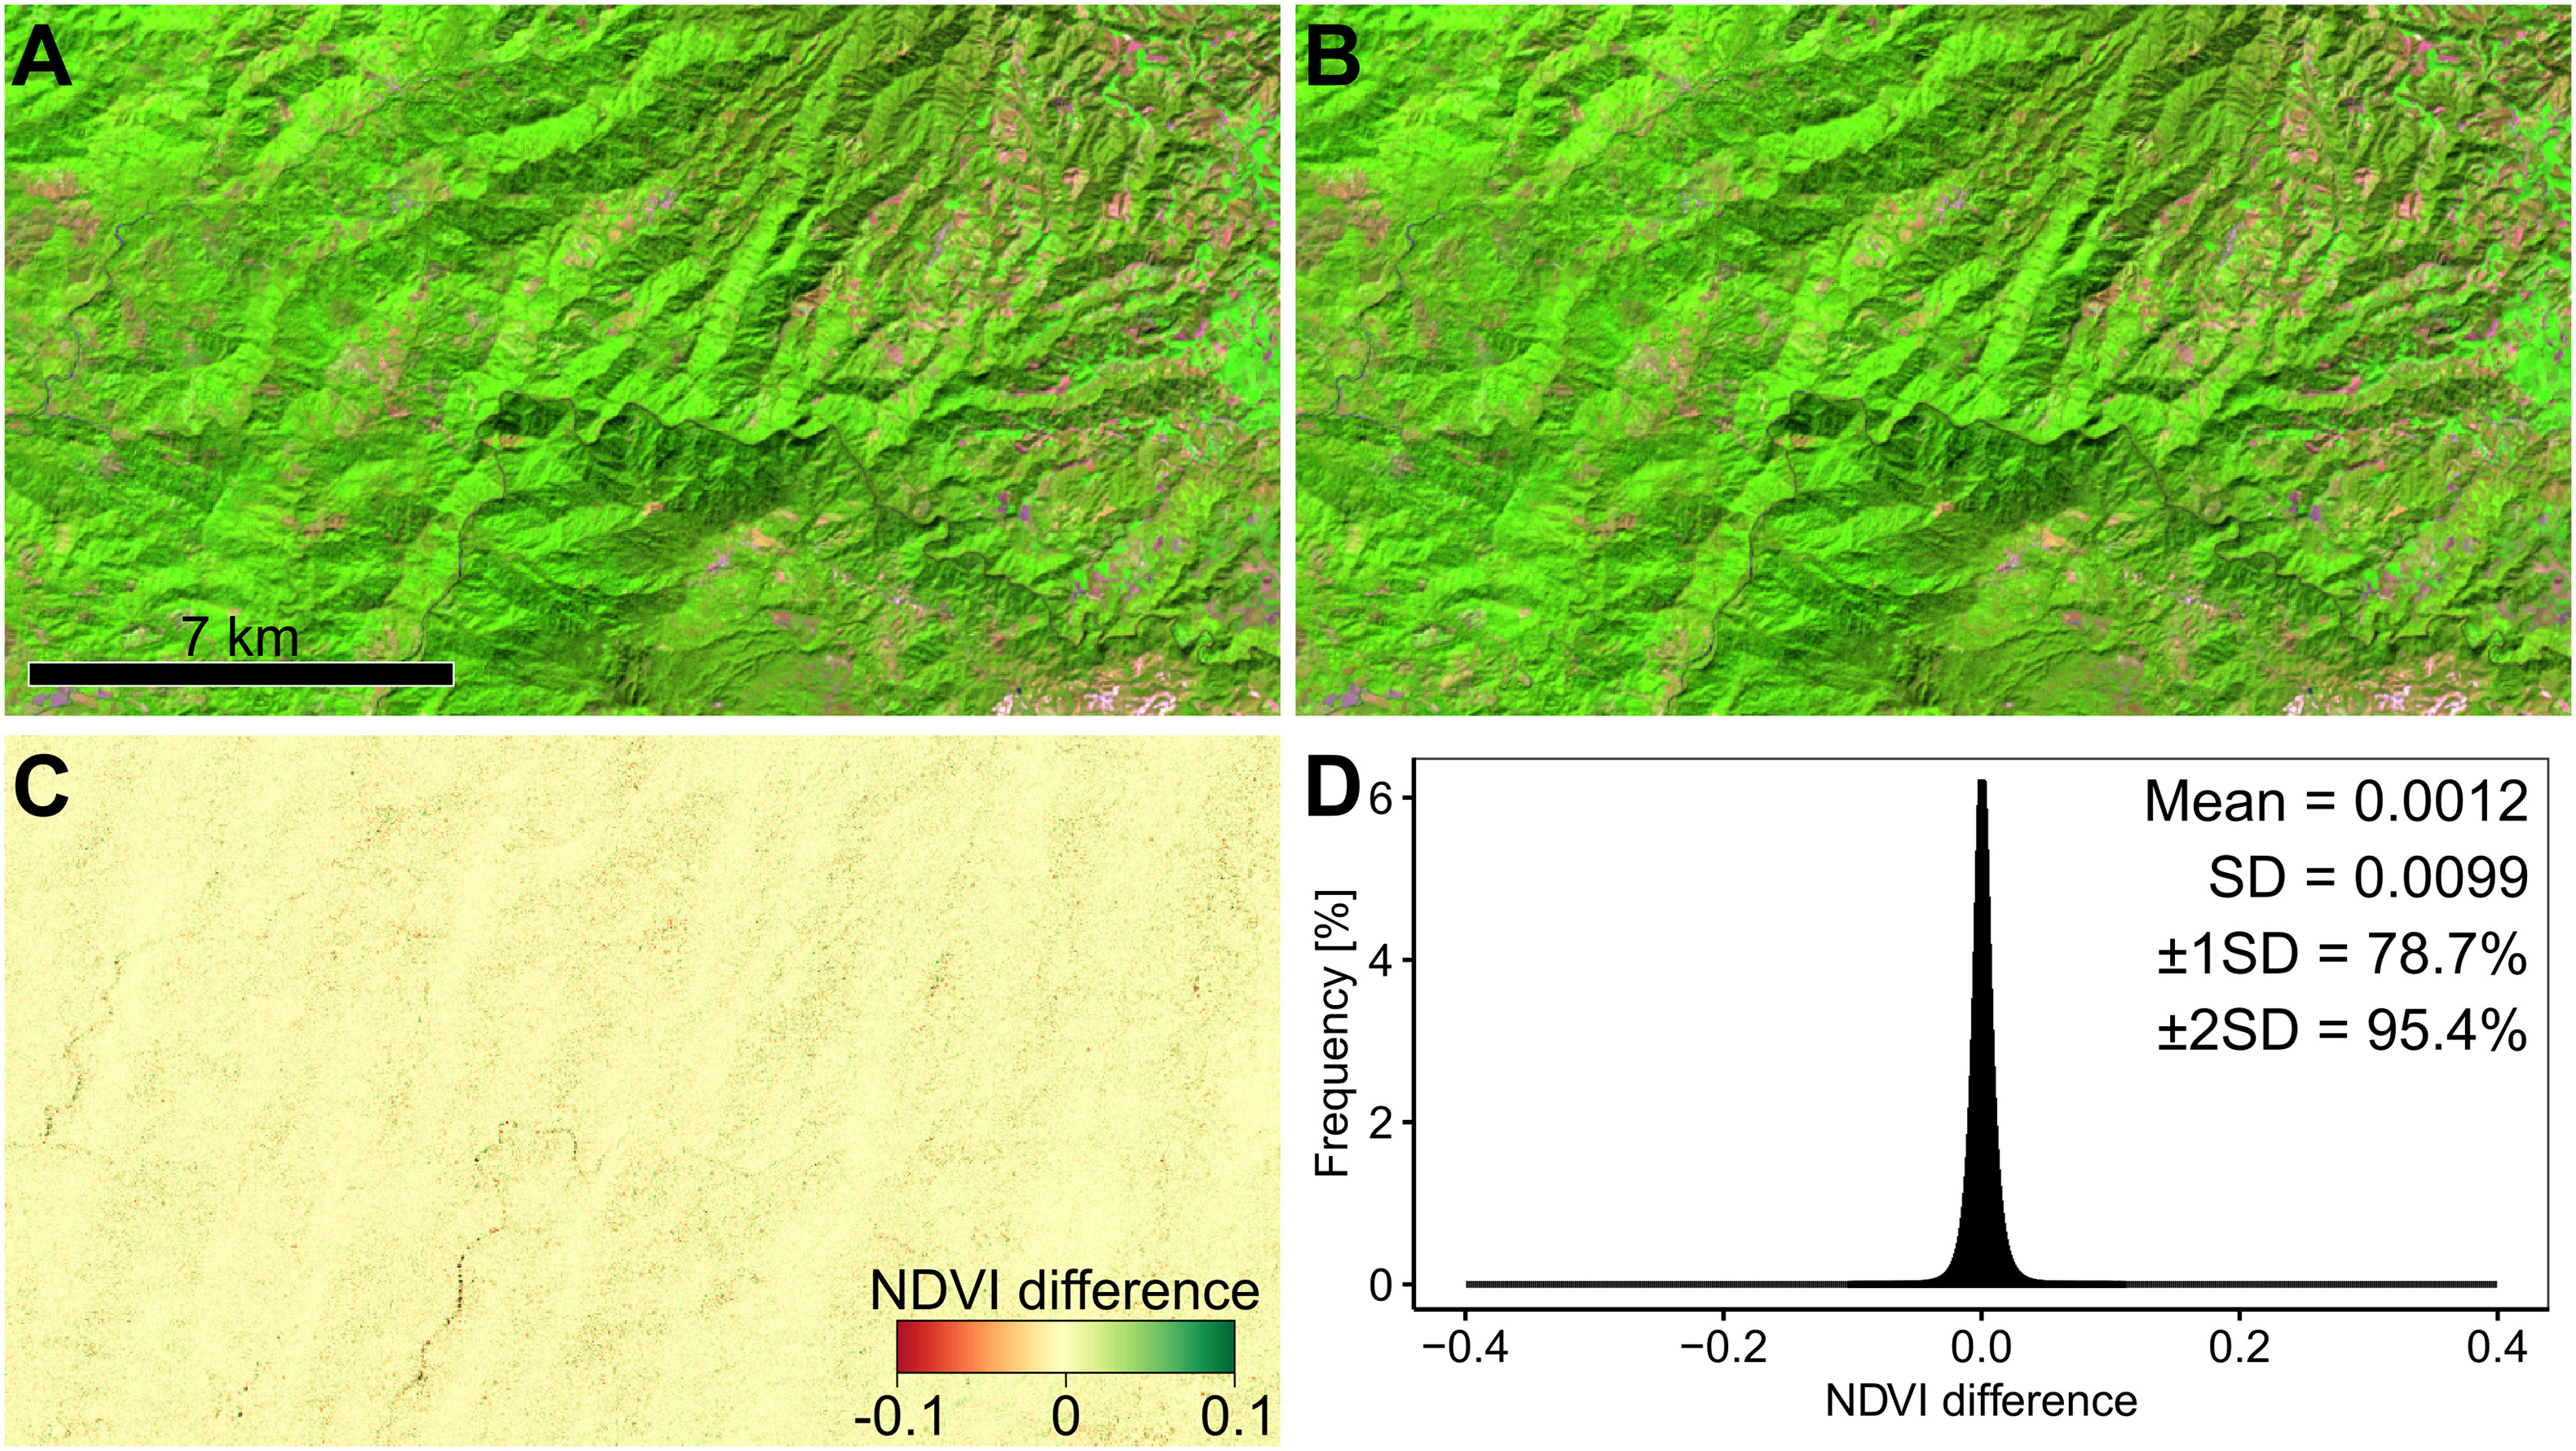 A
B
7 km
C
NDVI difference
-0.1 0 0.1
D
Frequency [%]
6
4
2
0
Mean = 0.0012
SD = 0.0099
±1SD = 78.7%
±2SD = 95.4%
−0.4 −0.2 0.0 0.2 0.4
NDVI difference